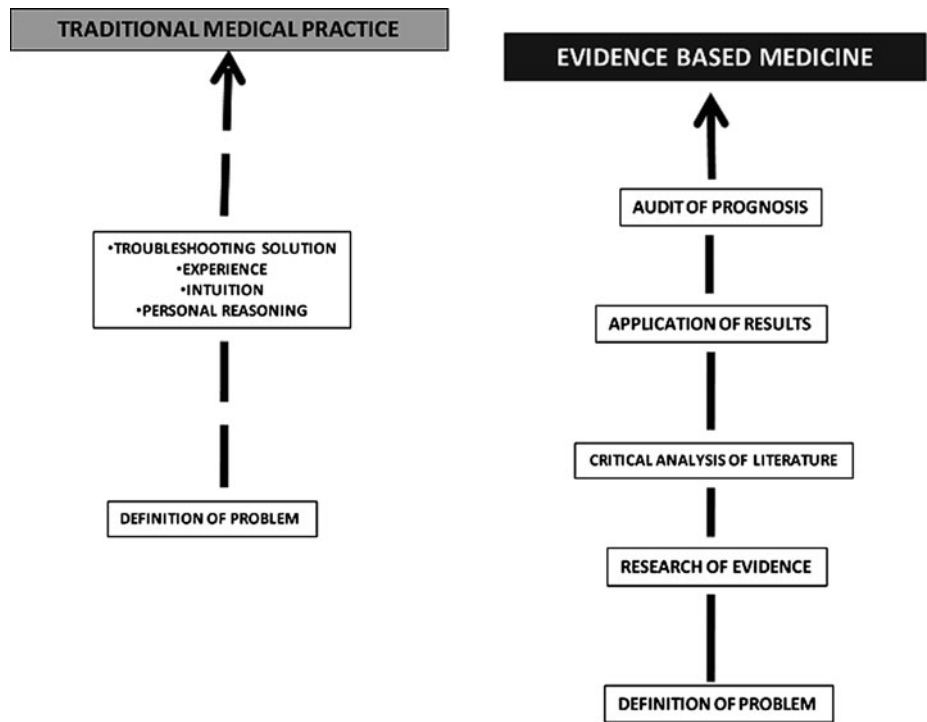 TRADITIONAL MEDICAL PRACTICE
•TROUBLESHOOTING SOLUTION
•EXPERIENCE
•INTUITION
•PERSONAL REASONING
DEFINITION OF PROBLEM
EVIDENCE BASED MEDICINE
AUDIT OF PROGNOSIS
APPLICATION OF RESULTS
CRITICAL ANALYSIS OF LITERATURE
RESEARCH OF EVIDENCE
DEFINITION OF PROBLEM